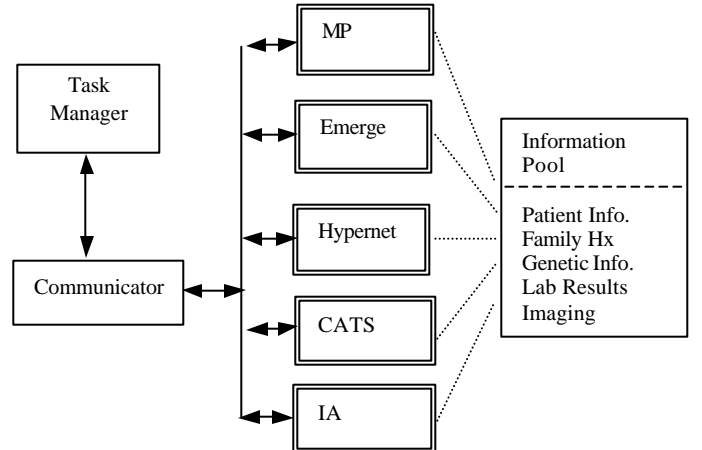 Task
Manager
Communicator
MP
Emerge
Hypernet
CATS
IA
Information
Pool
Patient Info.
Family Hx
Genetic Info.
Lab Results
Imaging